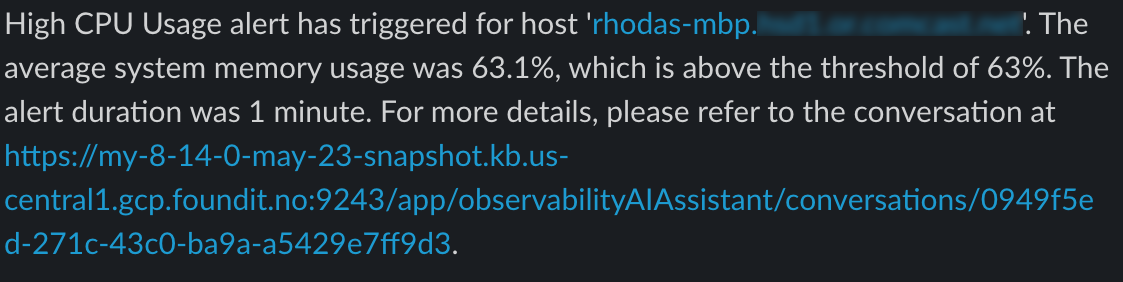 High CPU Usage alert has triggered for host 'rhodas-mbp. '. The
average system memory usage was 63.1%, which is above the threshold of 63%. The
alert duration was 1 minute. For more details, please refer to the conversation at
https://my-8-14-0-may-23-snapshot.kb.us-
central1.gcp.foundit.no:9243/app/observabilityAIAssistant/conversations/0949f5e
d-271c-43c0-ba9a-a5429e7ff9d3.